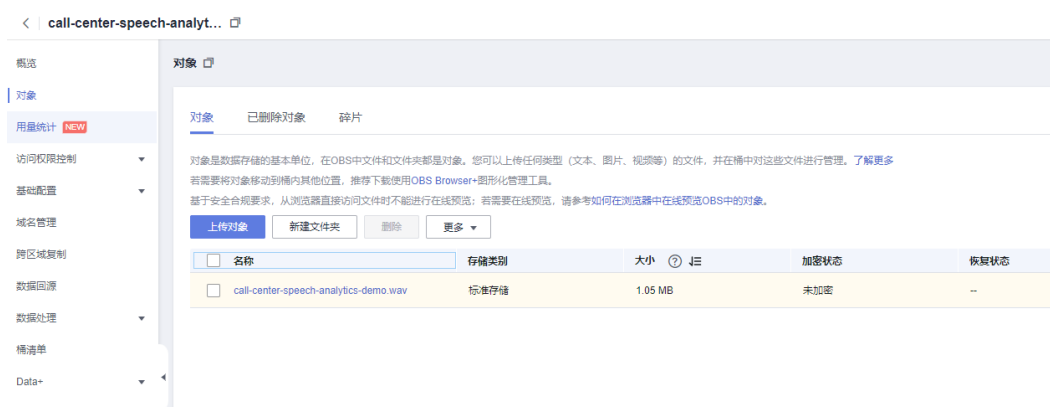 call-center-speech-analyt...
概览
对象
用量统计 NEW
访问权限控制
基础配置
域名管理
跨区域复制
数据回源
数据处理
桶清单
Data+
对象
对象 已删除对象 碎片
对象是数据存储的基本单位，在OBS中文件和文件夹都是对象。您可以上传任何类型（文本、图片、视频等）的文件，并在桶中对这些文件进行管理。了解更多
若需要将对象移动到桶内其他位置，推荐下载使用OBS Browser+图形化管理工具。
基于安全合规要求，从浏览器直接访问文件时不能进行在线预览；若需要在线预览，请参考如何在浏览器中在线预览OBS中的对象。
上传对象 新建文件夹 删除 更多
名称 存储类别 大小 加密状态 恢复状态
call-center-speech-analytics-demo.wav 标准存储 1.05 MB 未加密 --